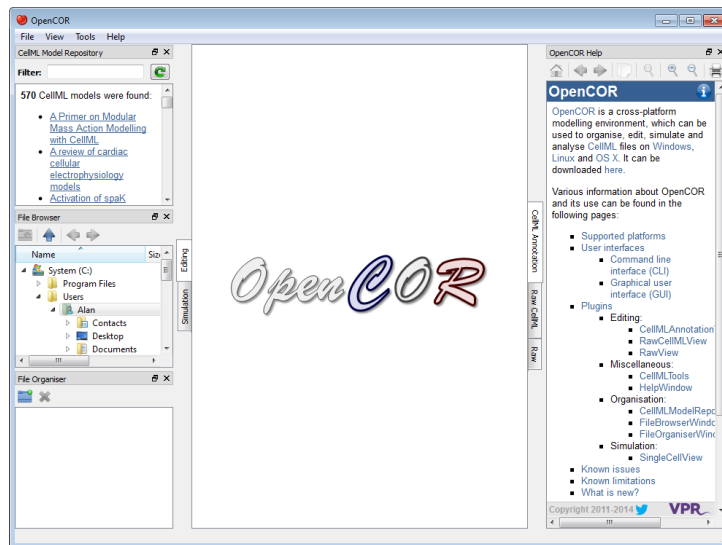 OpenCOR
File View Tools Help
CellML Model Repository
Filter:
570 CellML models were found:
A Primer on Modular
Mass Action Modelling
with CellML
A review of cardiac
cellular
electrophysiology
models
Activation of spaK
File Browser
Name Siz
System (C:)
Program Files
Users
Alan
Contacts
Desktop
Documents
File Organiser
Editing
Simulation
OpenCOR
CellML Annotation
Raw CellML
Raw
OpenCOR Help
OpenCOR
OpenCOR is a cross-platform
modelling environment, which can be
used to organise, edit, simulate and
analyse CellML files on Windows,
Linux and OS X. It can be
downloaded here.
Various information about OpenCOR
and its use can be found in the
following pages:
Supported platforms
User interfaces
Command line
interface (CLI)
Graphical user
interface (GUI)
Plugins
Editing:
CellMLAnnotation
RawCellMLView
RawView
Miscellaneous:
CellMLTools
HelpWindow
Organisation:
CellMLModelRepo
FileBrowserWindo
FileOrganiserWind
Simulation:
SingleCellView
Known issues
Known limitations
What is new?
Copyright 2011-2014 VPR